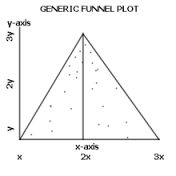 GENERIC FUNNEL PLOT
y-axis
3y
2y
y
x-axis
x 2x 3x